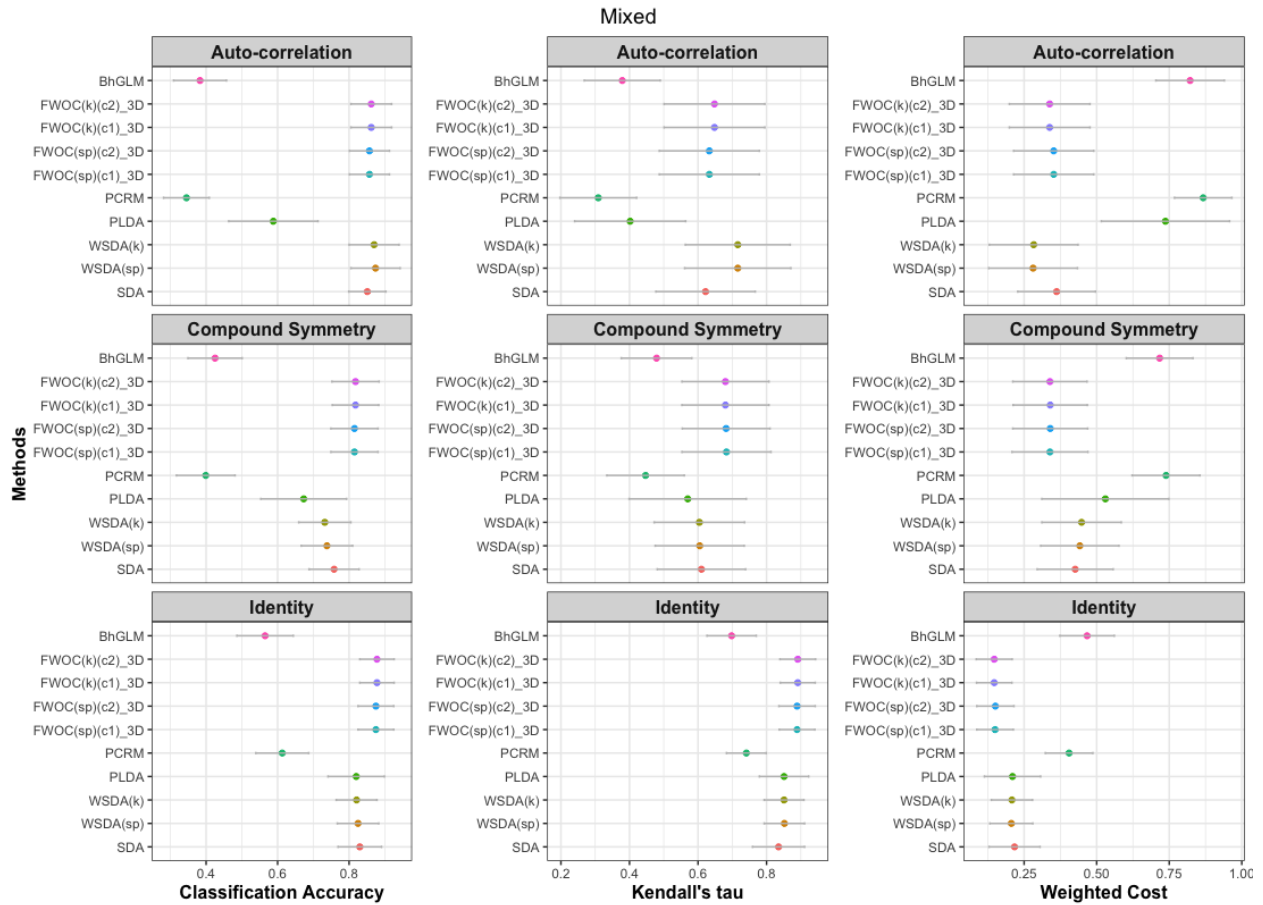 Mixed
Auto-correlation Auto-correlation Auto-correlation
BhGLM BhGLM BhGLM
FWOC(k)(c2)_3D FWOC(k)(c2)_3D FWOC(k)(c2)_3D
FWOC(k)(c1)_3D FWOC(k)(c1)_3D FWOC(k)(c1)_3D
FWOC(sp)(c2)_3D FWOC(sp)(c2)_3D FWOC(sp)(c2)_3D
FWOC(sp)(c1)_3D FWOC(sp)(c1)_3D FWOC(sp)(c1)_3D
PCRM PCRM PCRM
PLDA PLDA PLDA
WSDA(k) WSDA(k) WSDA(k)
WSDA(sp) WSDA(sp) WSDA(sp)
SDA SDA SDA
Compound Symmetry Compound Symmetry Compound Symmetry
BhGLM BhGLM BhGLM
FWOC(k)(c2)_3D FWOC(k)(c2)_3D FWOC(k)(c2)_3D
FWOC(k)(c1)_3D FWOC(k)(c1)_3D FWOC(k)(c1)_3D
FWOC(sp)(c2)_3D FWOC(sp)(c2)_3D FWOC(sp)(c2)_3D
FWOC(sp)(c1)_3D FWOC(sp)(c1)_3D FWOC(sp)(c1)_3D
Methods
PCRM PCRM PCRM
PLDA PLDA PLDA
WSDA(k) WSDA(k) WSDA(k)
WSDA(sp) WSDA(sp) WSDA(sp)
SDA SDA SDA
Identity Identity Identity
BhGLM BhGLM BhGLM
FWOC(k)(c2)_3D FWOC(k)(c2)_3D FWOC(k)(c2)_3D
FWOC(k)(c1)_3D FWOC(k)(c1)_3D FWOC(k)(c1)_3D
FWOC(sp)(c2)_3D FWOC(sp)(c2)_3D FWOC(sp)(c2)_3D
FWOC(sp)(c1)_3D FWOC(sp)(c1)_3D FWOC(sp)(c1)_3D
PCRM PCRM PCRM
PLDA PLDA PLDA
WSDA(k) WSDA(k) WSDA(k)
WSDA(sp) WSDA(sp) WSDA(sp)
SDA SDA SDA
0.4 0.6 0.8 0.2 0.4 0.6 0.8 0.25 0.50 0.75 1.00
Classification Accuracy Kendall's tau Weighted Cost